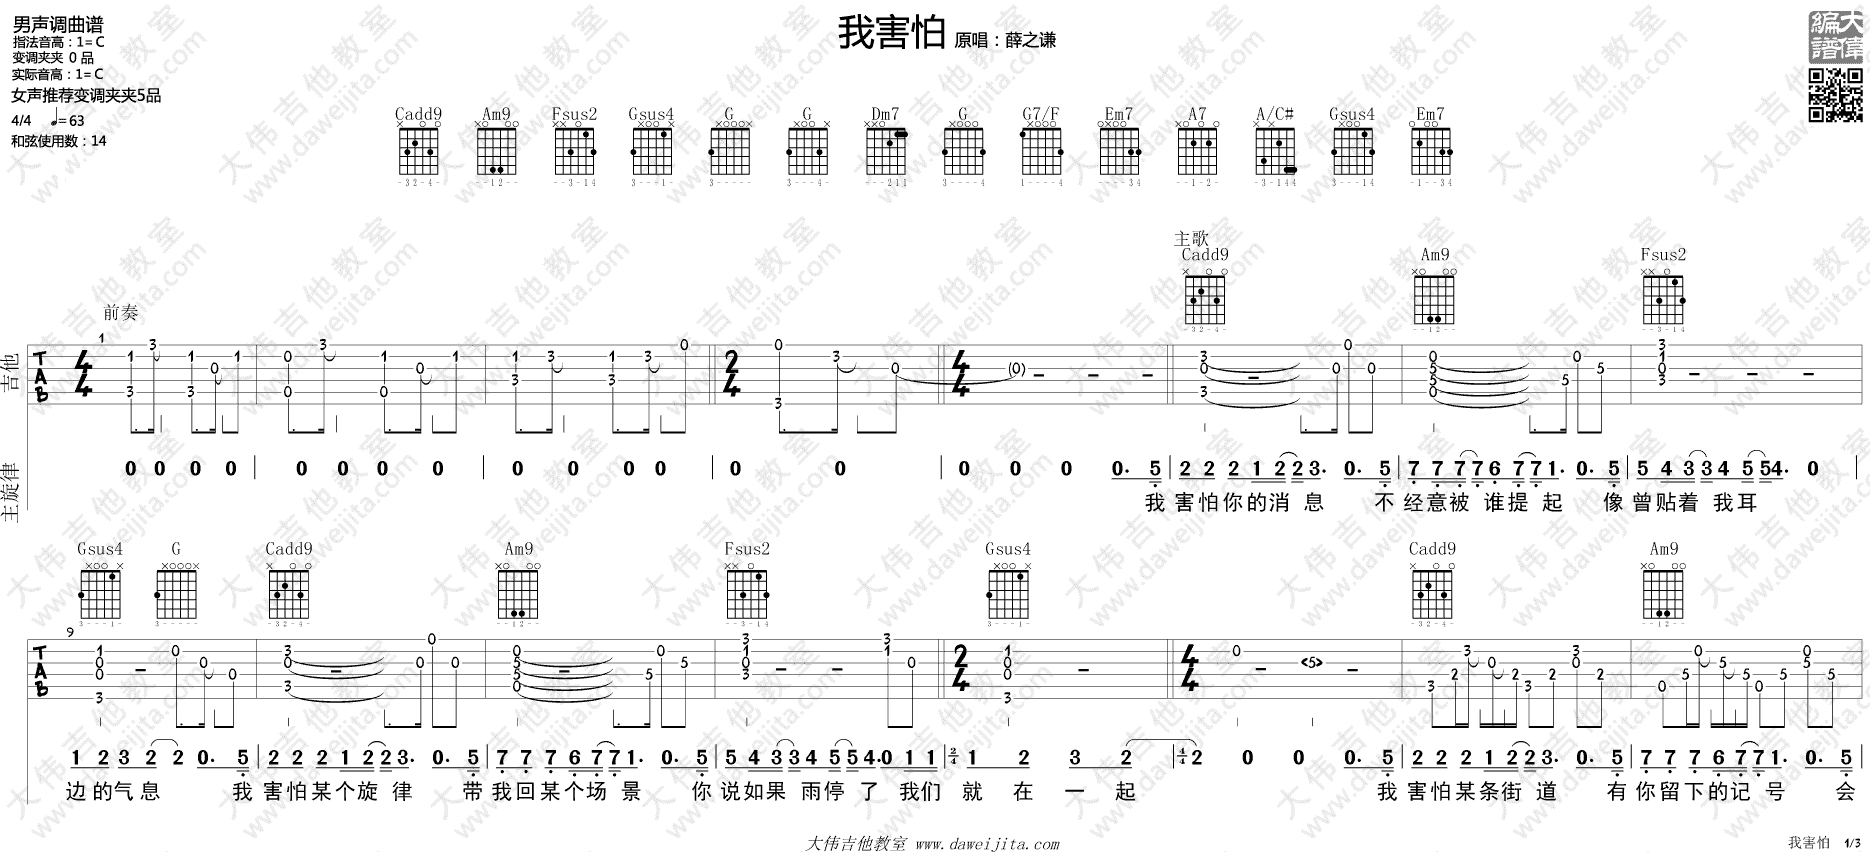 男声调曲谱
指法音高：1=C
变调夹夹 0 品
实际音高：1=C
女声推荐变调夹夹5品
4/4 ♩=63
和弦使用数：14
我害怕 原唱：薛之谦
大偉編譜
Cadd9 Am9 Fsus2 Gsus4 G G Dm7 G G7/F Em7 A7 A/C# Gsus4 Em7
主歌
Cadd9 Am9 Fsus2
前奏
吉他
主旋律
0 0 0 0 | 0 0 0 0 | 0 0 0 0 | 0 0 | 0 0 0 0. 5 | 2 2 2 1 2 2 3. 0. 5 | 7 7 7 7 6 7 7 1. 0. 5 | 5 4 3 3 4 5 5 4. 0 |
我 害怕你的消 息 不 经意被 谁提起 像 曾贴着 我耳
Gsus4 G Cadd9 Am9 Fsus2 Gsus4 Cadd9 Am9
9
1 2 3 2 2 0. 5 | 2 2 2 1 2 2 3. 0. 5 | 7 7 7 6 7 7 1. 0. 5 | 5 4 3 3 4 5 5 4. 0 1 1 | 2/4 1 2 3 2 | 4/4 2 0 0 0. 5 | 2 2 2 1 2 2 3. 0. 5 | 7 7 7 6 7 7 1. 0. 5
边的气息 我 害怕某个旋 律 带 我回某个场 景 你 说如果 雨停 了 我们 就 在 一 起 我 害怕某条街 道 有 你留下的记 号 会
大伟吉他教室 www.daweijita.com
我害怕 1/3